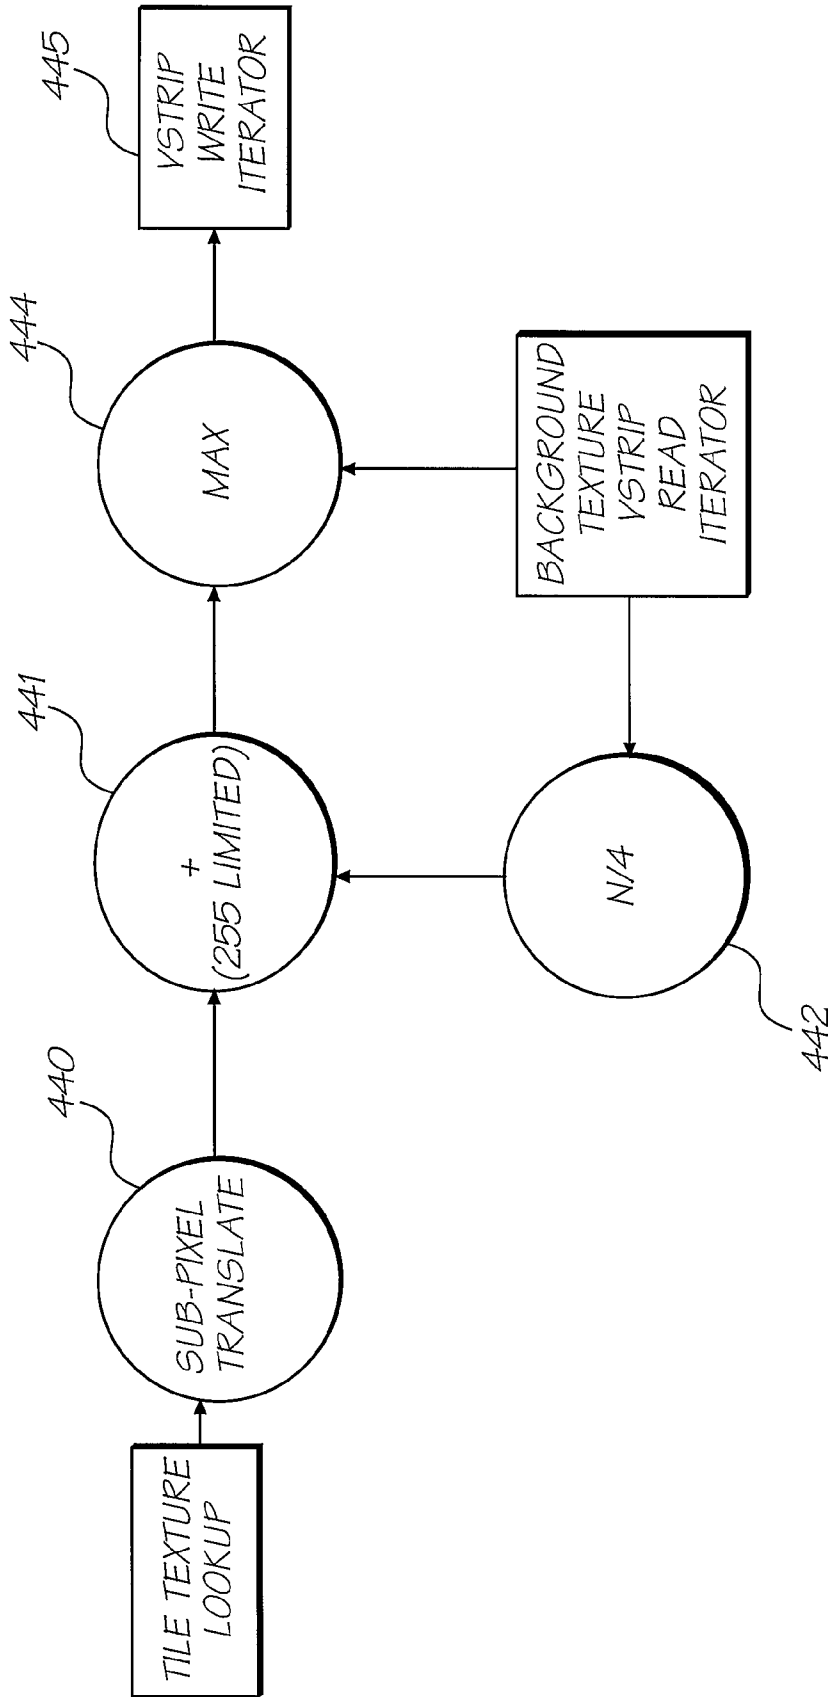 TILE TEXTURE
LOOKUP
SUB-PIXEL
TRANSLATE
440
+
(255 LIMITED)
441
MAX
444
VSTRIP
WRITE
ITERATOR
445
N/4
442
BACKGROUND
TEXTURE
VSTRIP
READ
ITERATOR